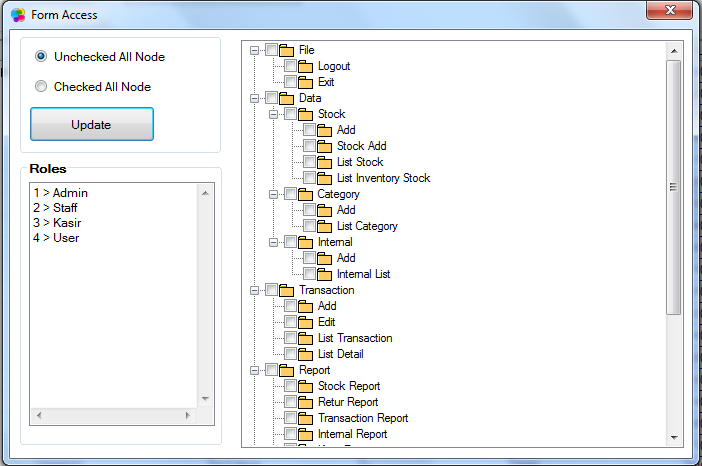 Form Access
Unchecked All Node
Checked All Node
Update
Roles
1 > Admin
2 > Staff
3 > Kasir
4 > User
File
Logout
Exit
Data
Stock
Add
Stock Add
List Stock
List Inventory Stock
Category
Add
List Category
Internal
Add
Internal List
Transaction
Add
Edit
List Transaction
List Detail
Report
Stock Report
Retur Report
Transaction Report
Internal Report